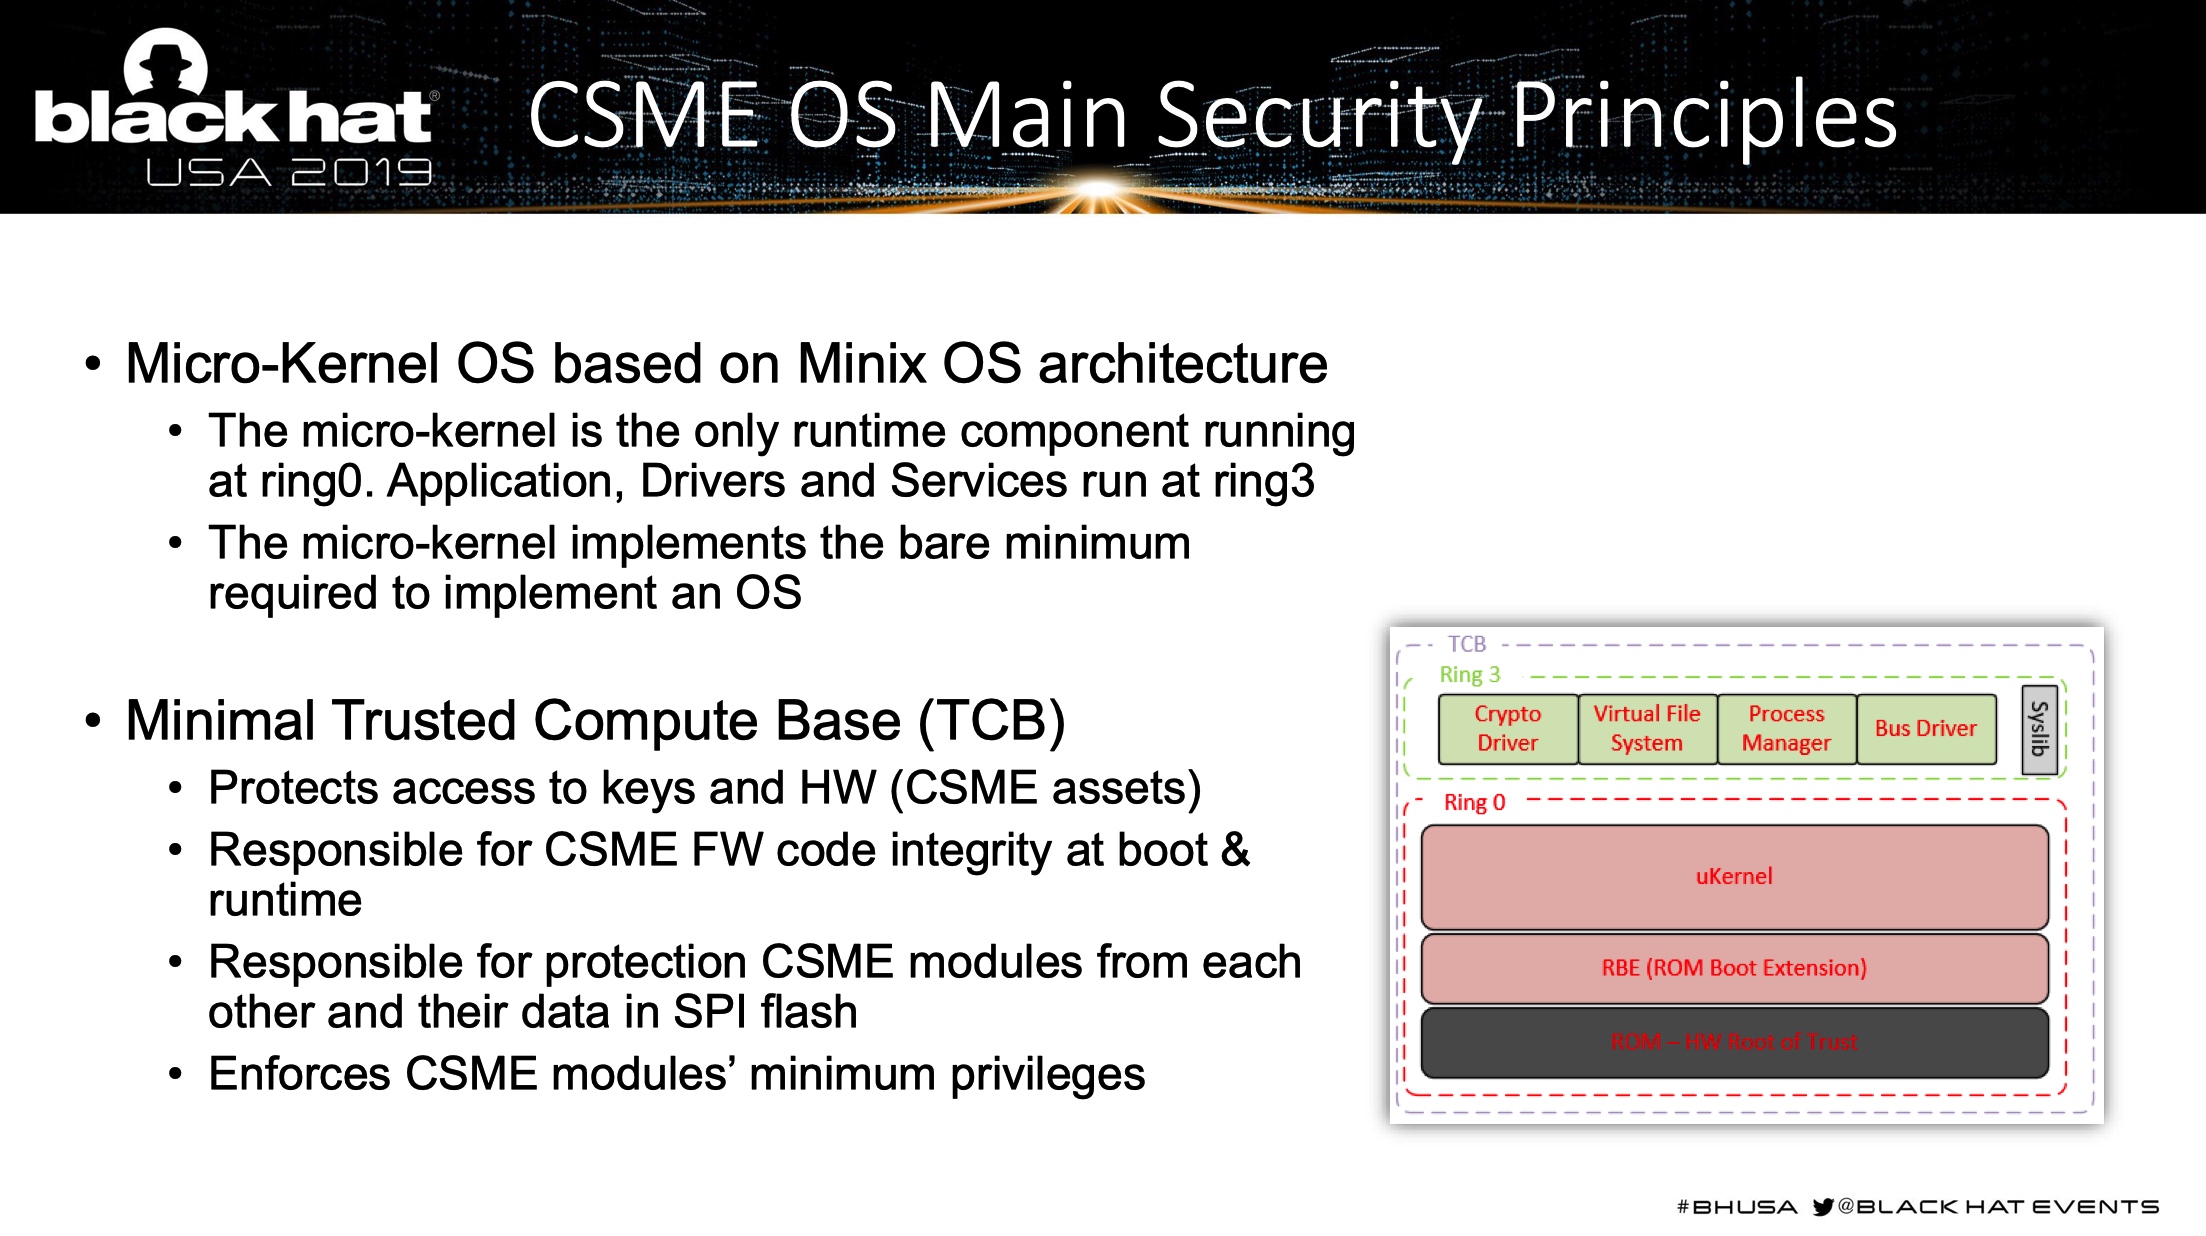 black hat®
USA 2019
CSME OS Main Security Principles
• Micro-Kernel OS based on Minix OS architecture
• The micro-kernel is the only runtime component running
at ring0. Application, Drivers and Services run at ring3
• The micro-kernel implements the bare minimum
required to implement an OS
• Minimal Trusted Compute Base (TCB)
• Protects access to keys and HW (CSME assets)
• Responsible for CSME FW code integrity at boot &
runtime
• Responsible for protection CSME modules from each
other and their data in SPI flash
• Enforces CSME modules’ minimum privileges
TCB
Ring 3
Crypto
Driver
Virtual File
System
Process
Manager
Bus Driver
Syslib
Ring 0
uKernel
RBE (ROM Boot Extension)
ROM – HW Root of Trust
#BHUSA @BLACK HAT EVENTS